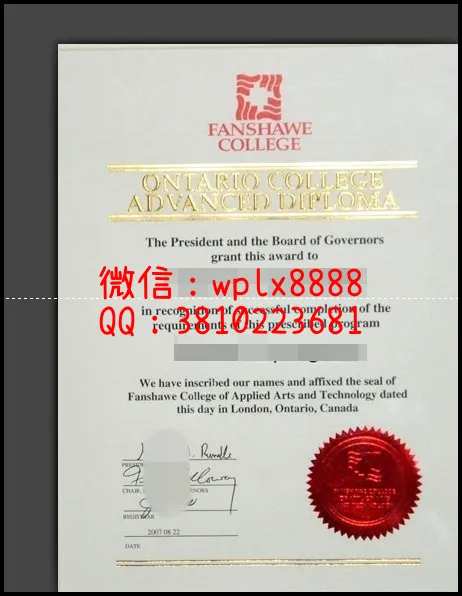 FANSHAWE
COLLEGE
ONTARIO COLLEGE
ADVANCED DIPLOMA
The President and the Board of Governors
grant this award to
微信：wplx8888
in recognition of successful completion of the
QQ：3810223681
requirements of this prescribed program
We have inscribed our names and affixed the seal of
Fanshawe College of Applied Arts and Technology dated
this day in London, Ontario, Canada
CHAIR,
REGISTRAR
2007 08 22
DATE